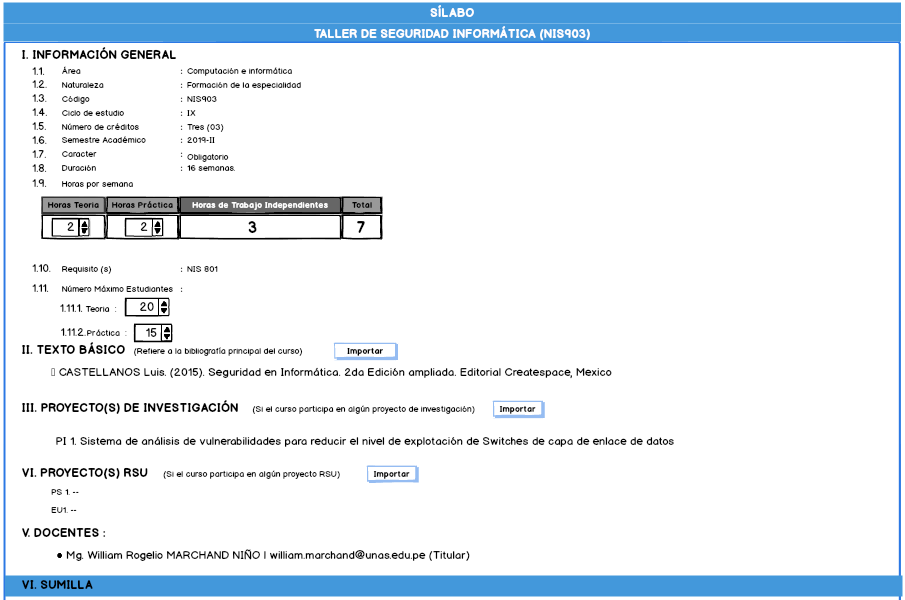 SÍLABO
TALLER DE SEGURIDAD INFORMÁTICA (NIS903)
I. INFORMACIÓN GENERAL
1.1. Área : Computación e informática
1.2. Naturaleza : Formación de la especialidad
1.3. Código : NIS903
1.4. Ciclo de estudio : IX
1.5. Número de créditos : Tres (03)
1.6. Semestre Académico : 2019-II
1.7. Caracter : Obligatorio
1.8. Duración : 16 semanas.
1.9. Horas por semana
Horas Teoria Horas Práctica Horas de Trabajo Independientes Total
2 2 3 7
1.10. Requisito (s) : NIS 801
1.11. Número Máximo Estudiantes :
1.11.1. Teoria : 20
1.11.2. Práctica : 15
II. TEXTO BÁSICO (Refiere a la bibliografía principal del curso) Importar
CASTELLANOS Luis. (2015). Seguridad en Informática. 2da Edición ampliada. Editorial Createspace, Mexico
III. PROYECTO(S) DE INVESTIGACIÓN (Si el curso participa en algún proyecto de investigación) Importar
PI 1. Sistema de análisis de vulnerabilidades para reducir el nivel de explotación de Switches de capa de enlace de datos
VI. PROYECTO(S) RSU (Si el curso participa en algún proyecto RSU) Importar
PS 1. --
EU1. --
V. DOCENTES :
• Mg. William Rogelio MARCHAND NIÑO | william.marchand@unas.edu.pe (Titular)
VI. SUMILLA